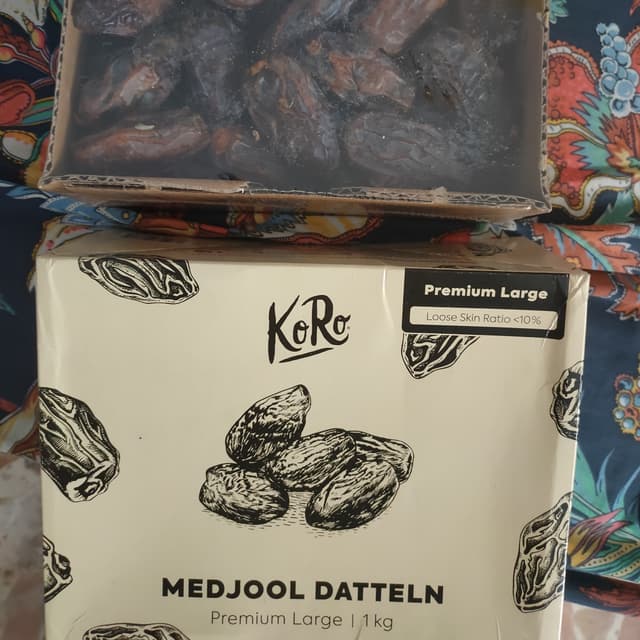 Premium Large
Loose Skin Ratio <10%
KoRo
MEDJOOL DATTELN
Premium Large | 1 kg